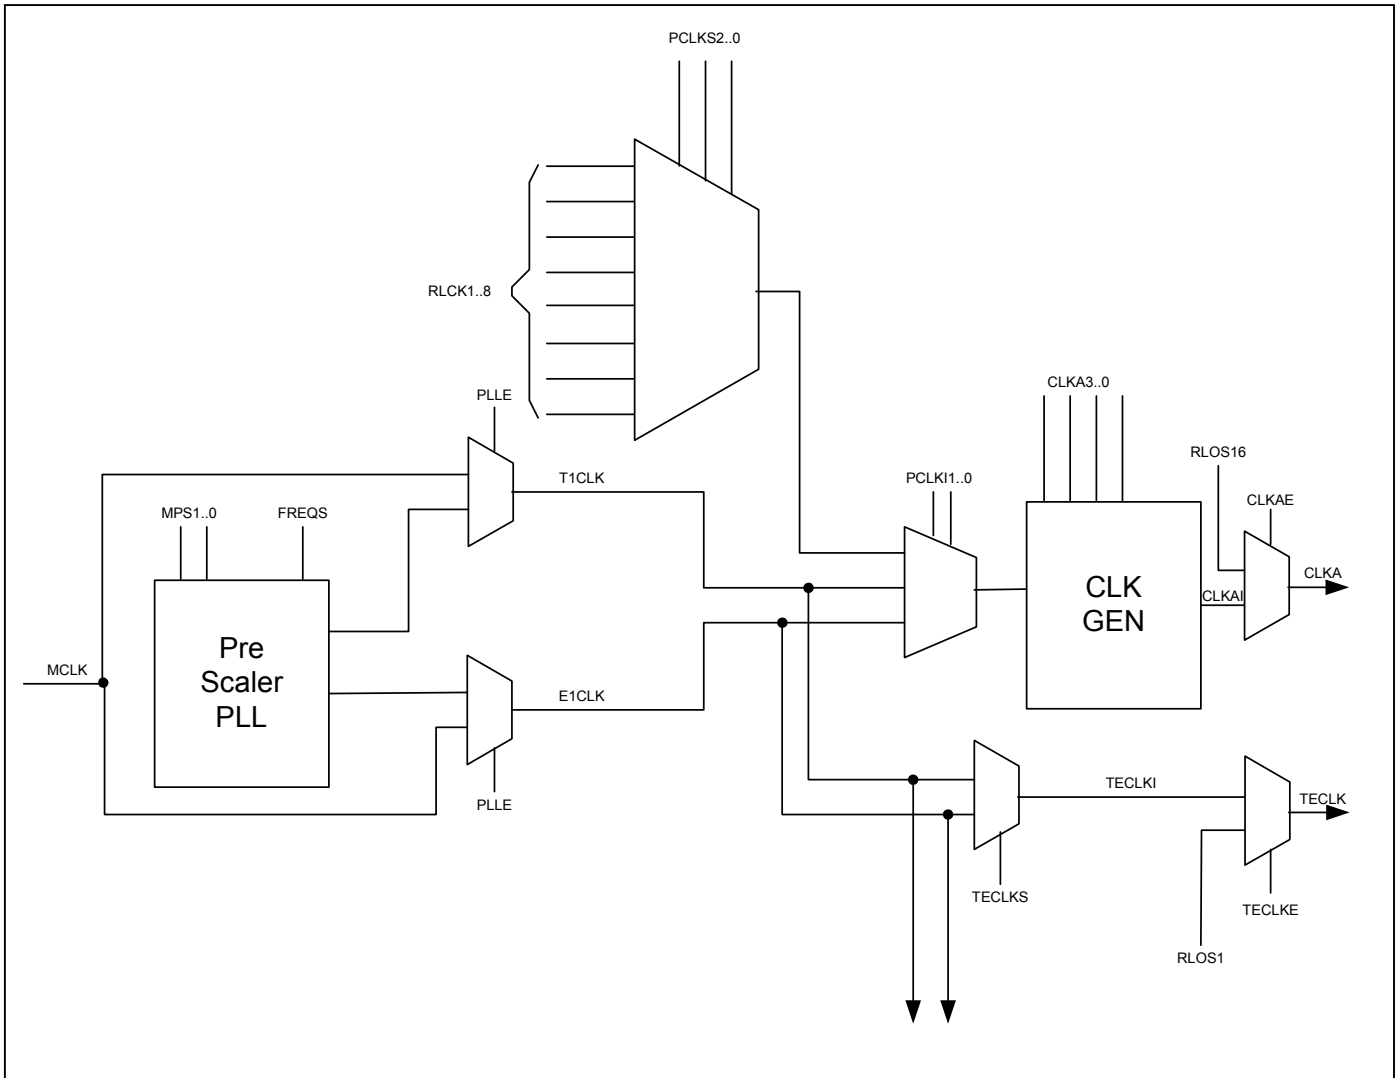 PCLKS2..0
RLCK1..8
PLLE
CLKA3..0
RLOS16
T1CLK
PCLKI1..0
CLKAE
MPS1..0
FREQS
CLKA
CLK
GEN
CLKAI
Pre
Scaler
PLL
MCLK
E1CLK
PLLE
TECLKI
TECLK
TECLKS
TECLKE
RLOS1